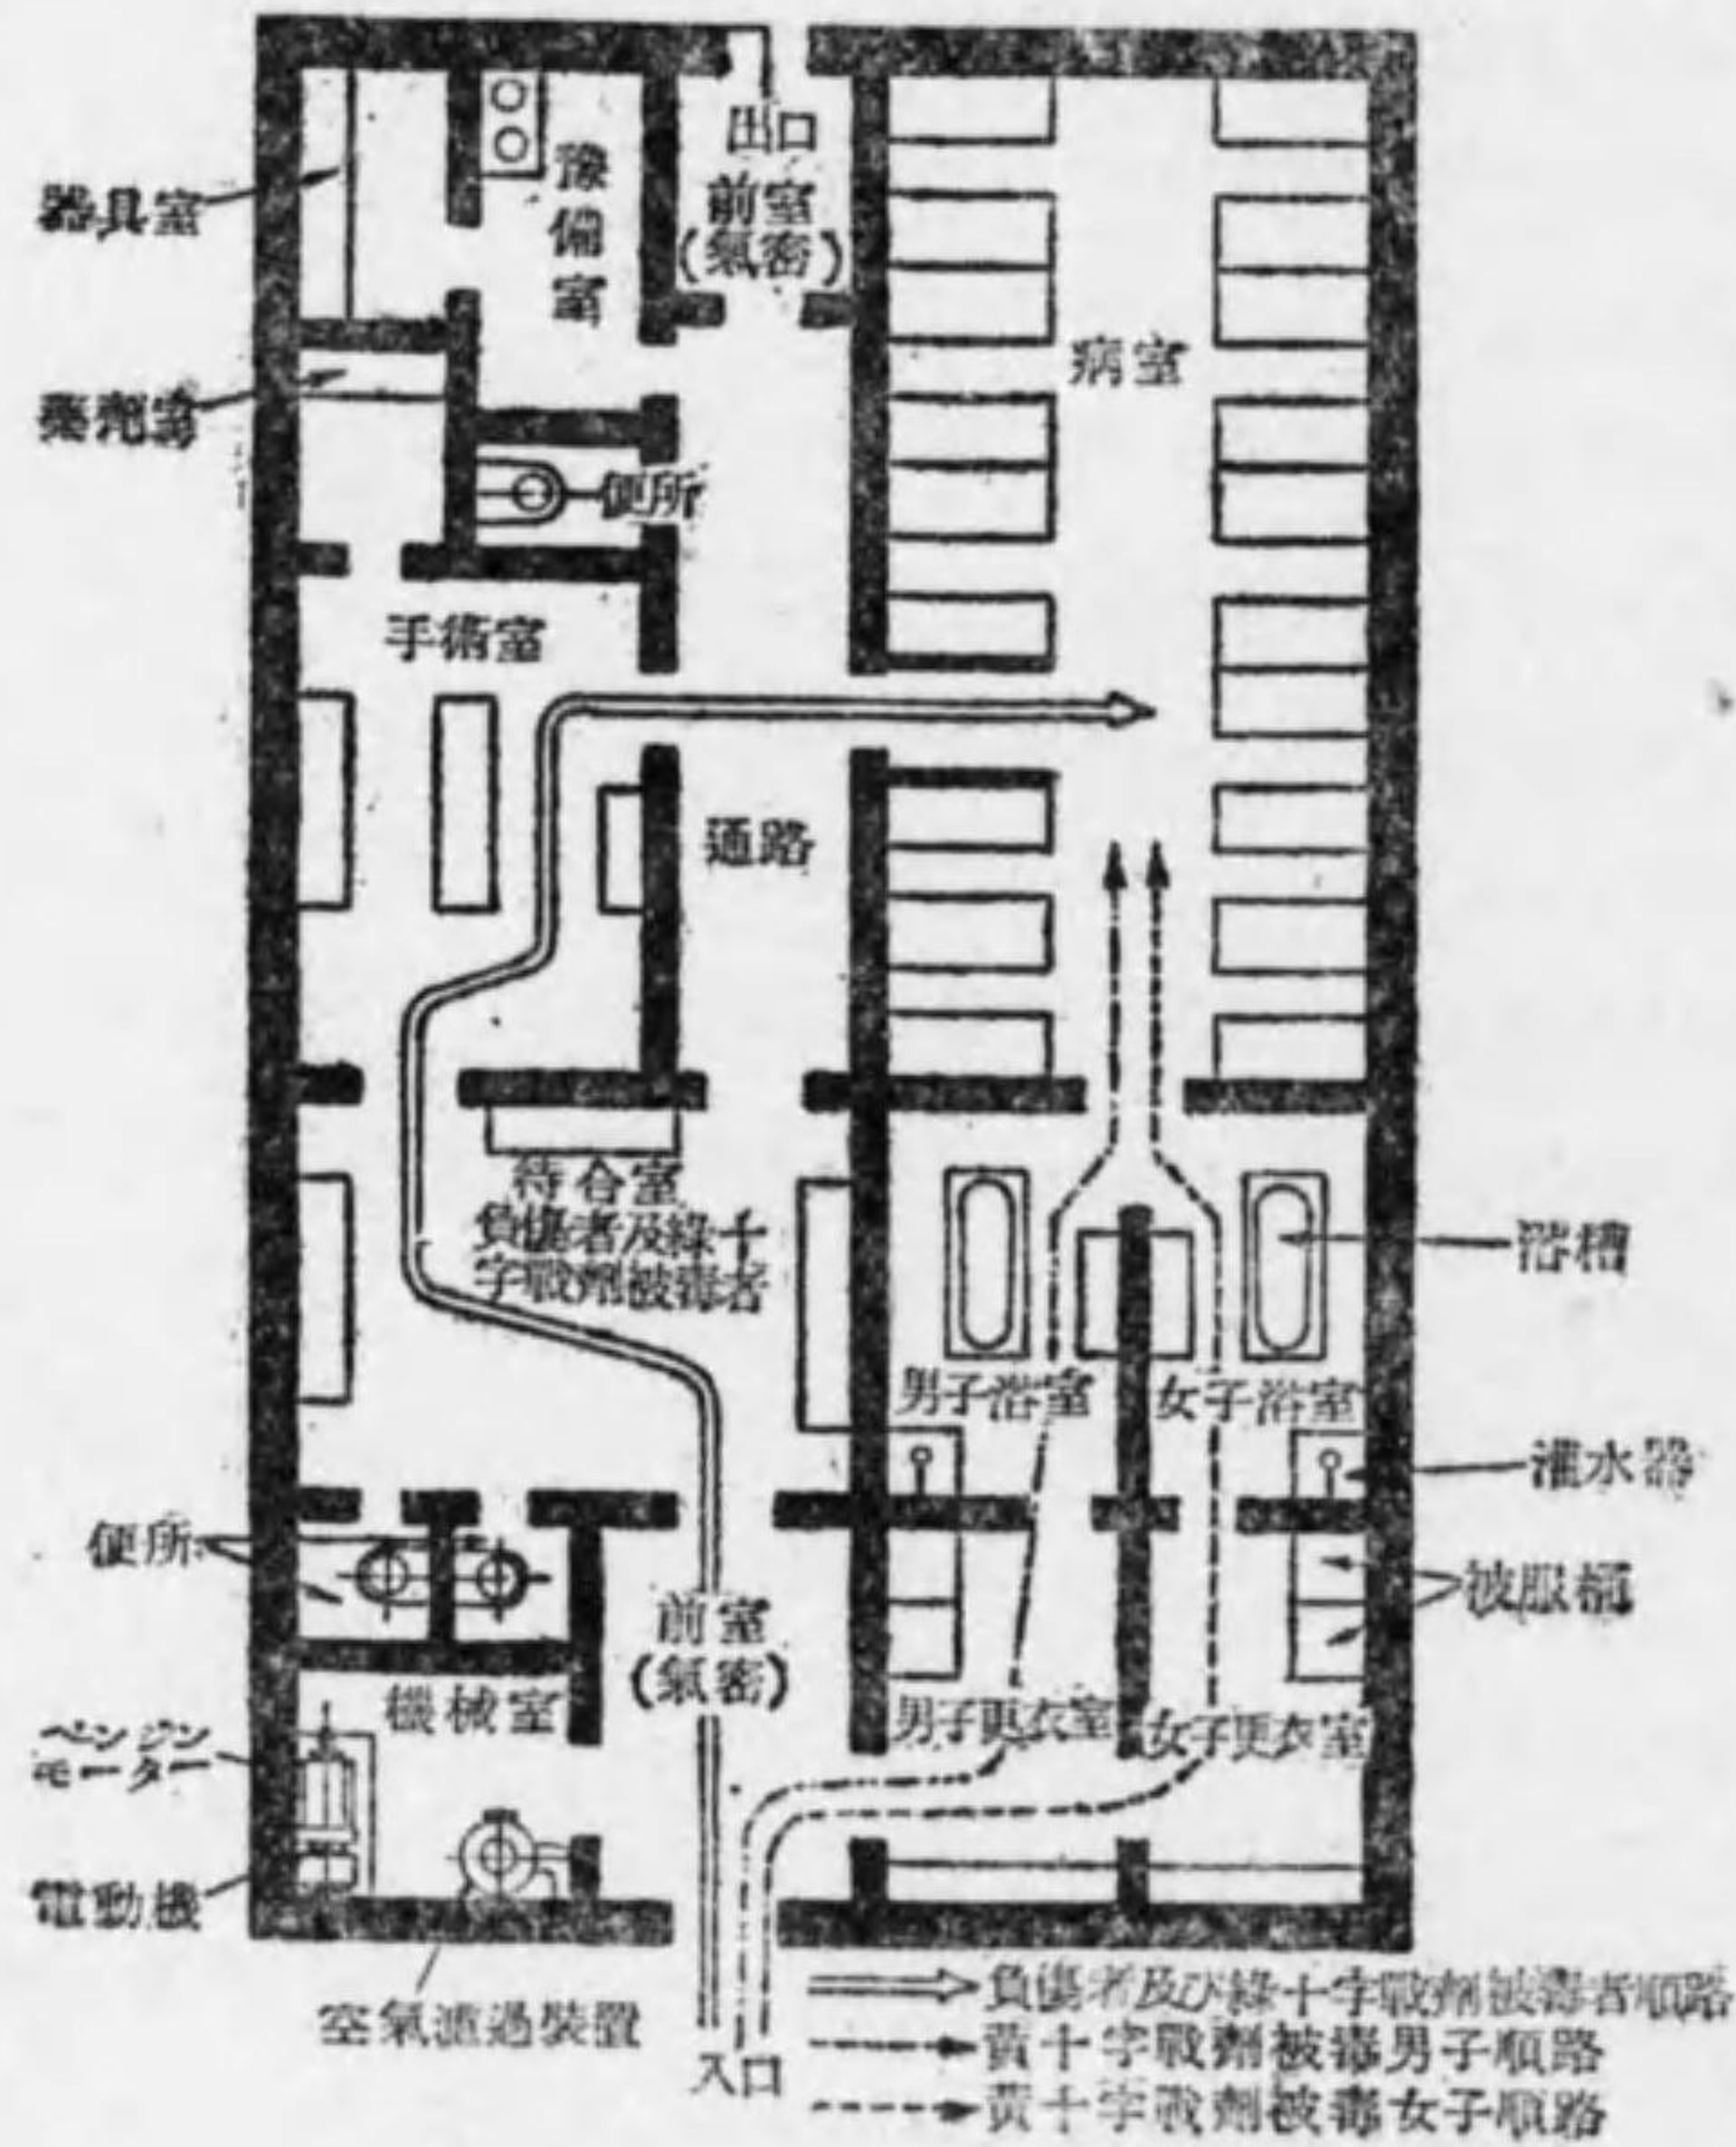 出口
前室
(氣密)
器具室
豫備室
病室
藥劑室
便所
手術室
通路
待合室
負傷者及綠十
字戰劑被毒者
浴槽
男子浴室
女子浴室
灌水器
便所
被服桶
前室
(氣密)
機械室
男子更衣室
女子更衣室
ベンジン
モーター
電動機
空氣濾過裝置
入口
負傷者及び綠十字戰劑被毒者順路
黃十字戰劑被毒男子順路
黃十字戰劑被毒女子順路